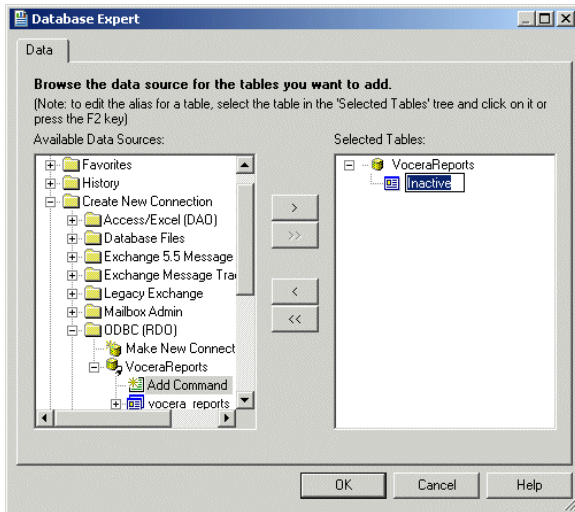 Database Expert
Data
Browse the data source for the tables you want to add.
(Note: to edit the alias for a table, select the table in the 'Selected Tables' tree and click on it or
press the F2 key)
Available Data Sources:
Selected Tables:
Favorites
History
Create New Connection
Access/Excel (DAO)
Database Files
Exchange 5.5 Message
Exchange Message Tra
Legacy Exchange
Mailbox Admin
ODBC (RDO)
Make New Connect
VoceraReports
Add Command
vocera_reports
>
>>
<
<<
VoceraReports
Inactive
OK
Cancel
Help